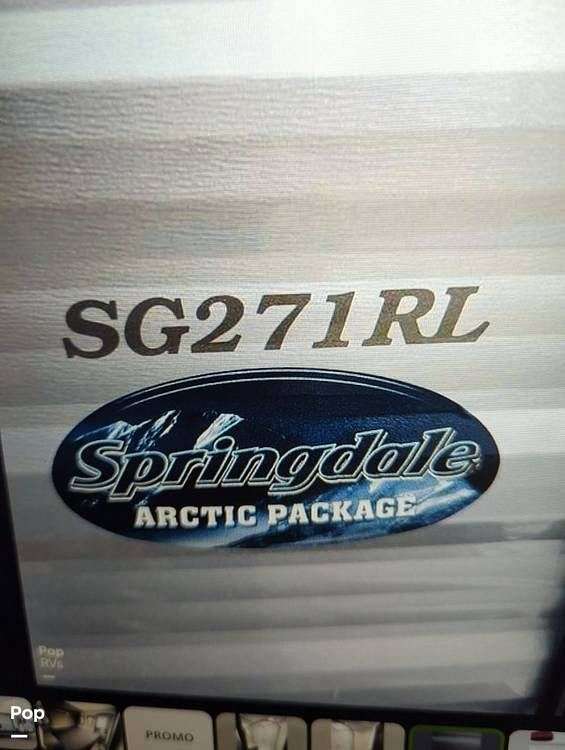 SG271RL
Springdale
ARCTIC PACKAGE
Pop
RVs
Pop
PROMO